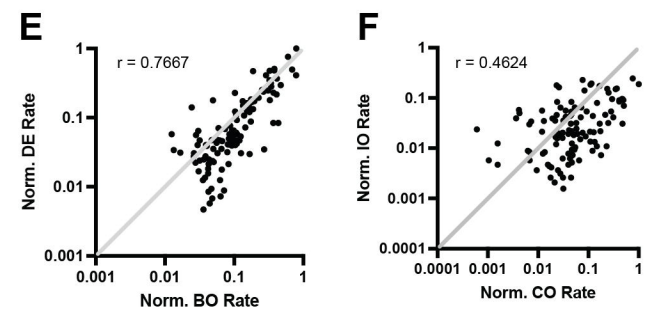 E
r = 0.7667
Norm. DE Rate
1
0.1
0.01
0.001
0.001
0.01
0.1
1
Norm. BO Rate
F
r = 0.4624
Norm. IO Rate
1
0.1
0.01
0.001
0.0001
0.0001
0.001
0.01
0.1
1
Norm. CO Rate